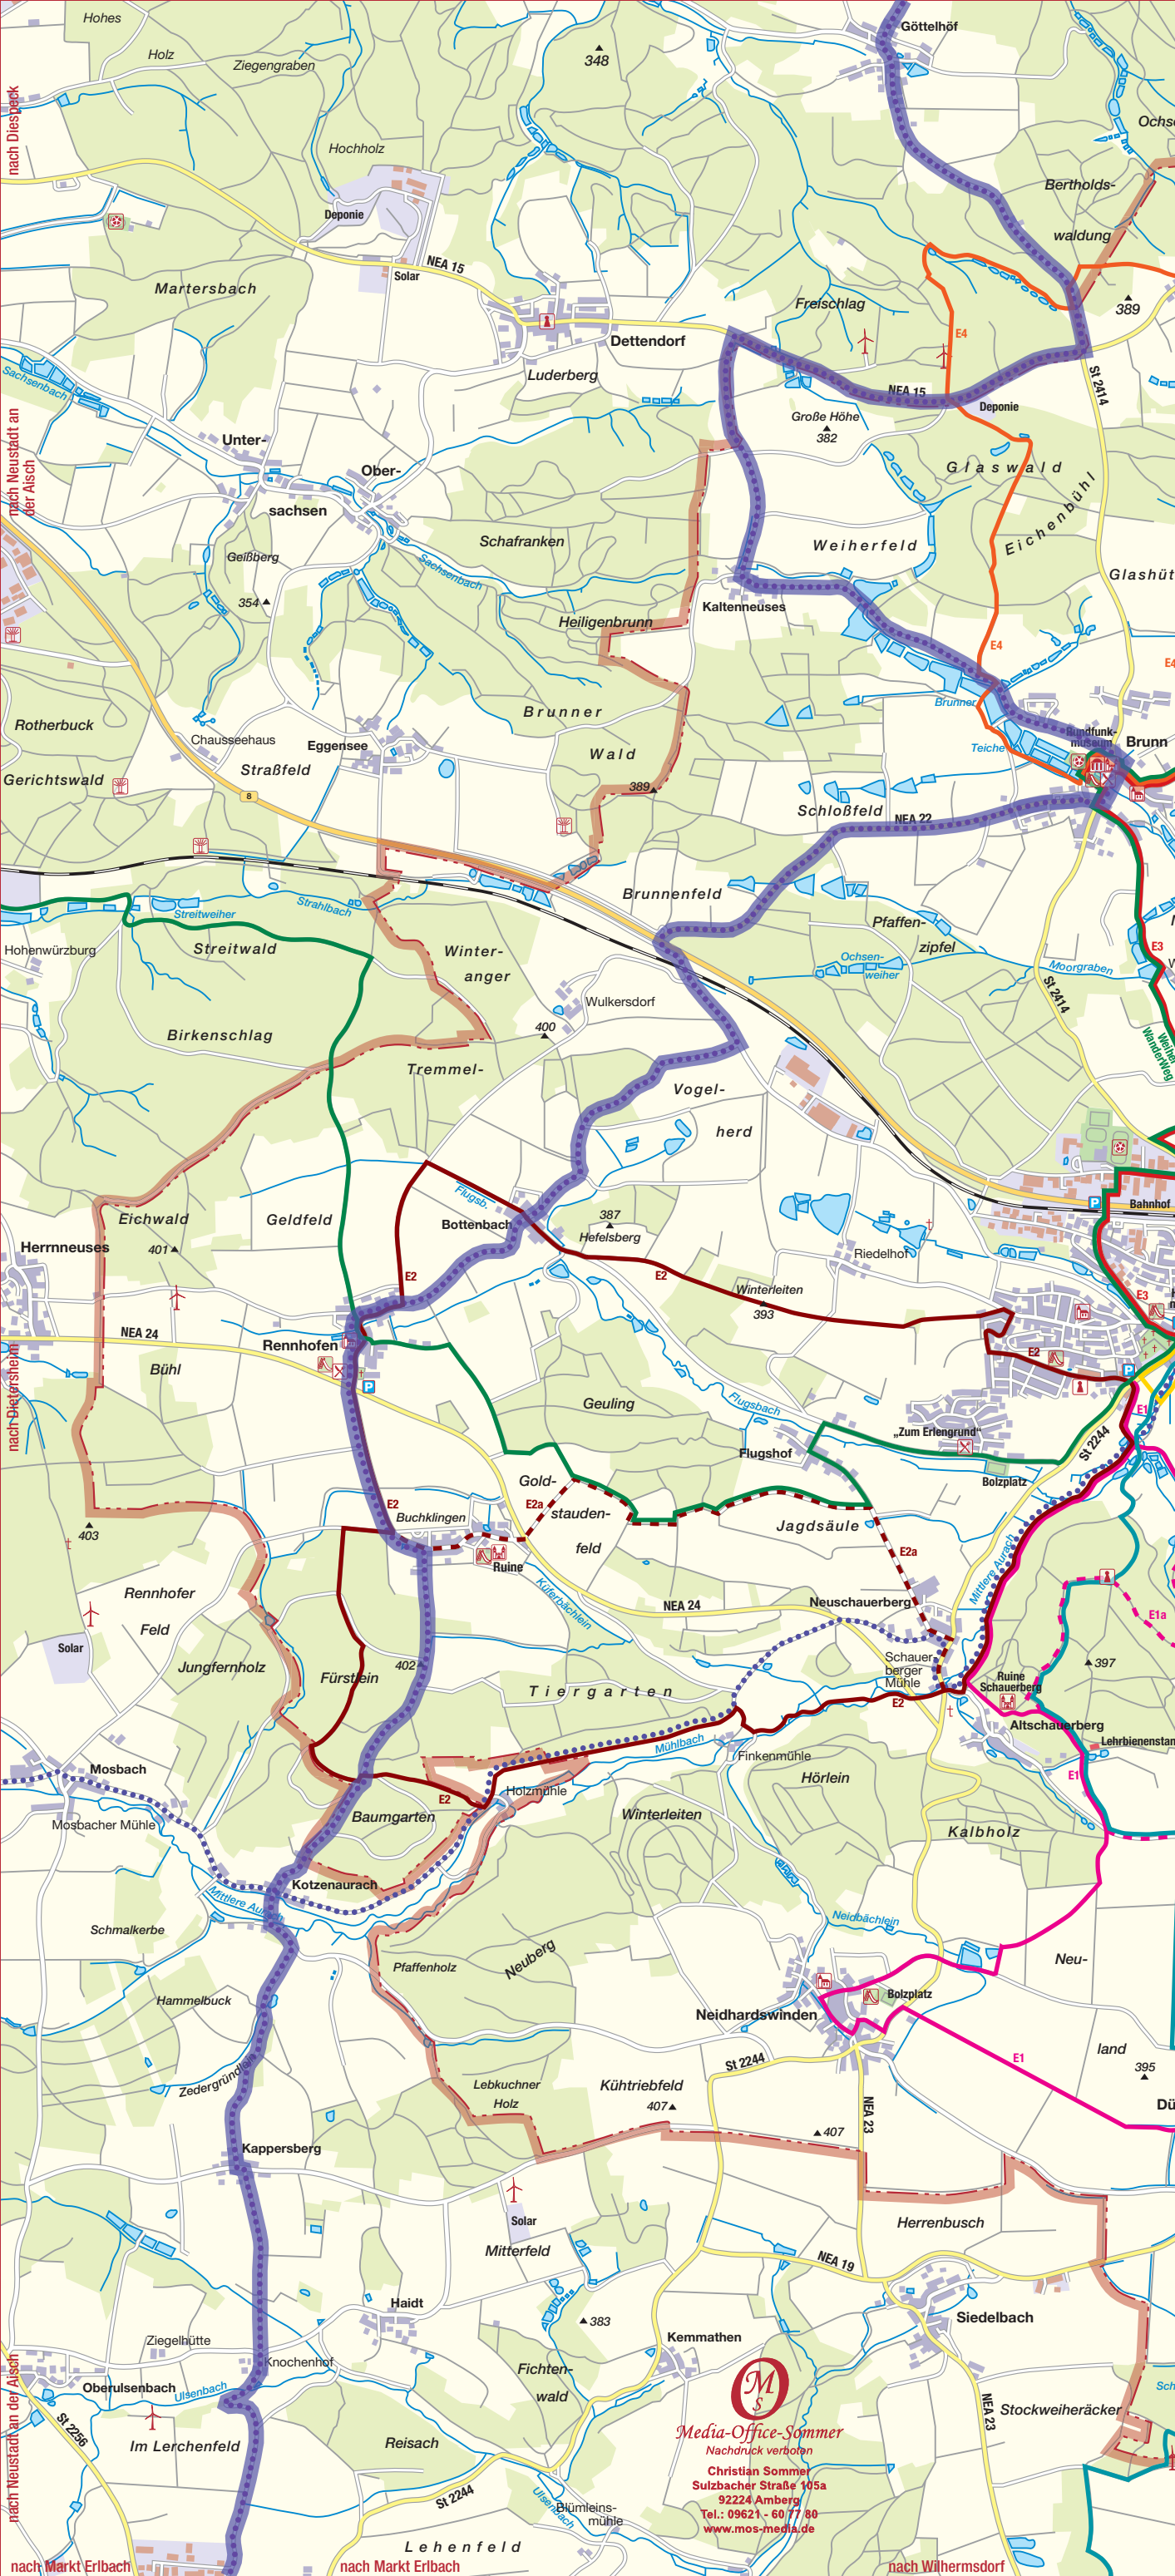 Hohes
Holz
Ziegengraben
348
Göttelhöf
nach Diespeck
Hochholz
Bertholds-
waldung
Deponie
NEA 15
Solar
Martersbach
Freischlag
389
E4
Dettendorf
Luderberg
Sachsenbach
NEA 15
Deponie
St 2414
Große Höhe
382
nach Neustadt an
der Aisch
Unter-
Ober-
sachsen
Glaswald
Eichenbühl
Schafranken
Weiherfeld
Geißberg
Sachsenbach
354
Kaltenneuses
Heiligenbrunn
E4
E4
Rotherbuck
Brunner
Brunner
Chausseehaus
Eggensee
Straßfeld
Wald
Teiche
Rundfunk-
museum
Brunn
Gerichtswald
8
389
Schloßfeld
NEA 22
Brunnenfeld
Streitweiher
Strahlbach
Hohenwürzburg
Streitwald
Winter-
anger
Pfaffen-
zipfel
E3
Ochsen-
weiher
Moorgraben
St 2414
Wulkersdorf
Birkenschlag
400
Weiher
WanderWeg
Tremmel-
Vogel-
herd
Flugsb.
Bottenbach
387
Hefelsberg
P
Bahnhof
Eichwald
Geldfeld
Herrnneuses
401
Riedelhof
E2
E2
Winterleiten
393
E3
NEA 24
Rennhofen
E2
nach Dietersheim
Bühl
P
P
Geuling
Flugsbach
E1
„Zum Erlengrund“
St 2244
Flugshof
Bolzplatz
Gold-
stauden-
feld
E2
E2a
Buchklingen
Jagdsäule
403
Ruine
E2a
Küferbächlein
Mittlere Aurach
Rennhofer
Feld
NEA 24
Neuschauerberg
E1a
Solar
Jungfernholz
Fürstlein
402
Schauer
berger
Mühle
397
Ruine
Schauerberg
Tiergarten
E2
Altschauerberg
Mühlbach
Finkenmühle
Mosbach
Holzmühle
E2
Hörlein
E1
Mosbacher Mühle
Baumgarten
Winterleiten
Kalbholz
Kotzenaurach
Mittlere Aurach
Neidbächlein
Schmalkerbe
Pfaffenholz
Neuberg
Neu-
land
Hammelbuck
Bolzplatz
Neidhardswinden
Zedergründlein
St 2244
E1
395
Lebkuchner
Holz
Kühtriebfeld
407
NEA 23
407
Kappersberg
Solar
Mitterfeld
Herrenbusch
NEA 19
Haidt
383
Siedelbach
Ziegelhütte
Kemmathen
Knochenhof
Fichten-
wald
Oberulsenbach
Ulsenbach
M
O
S
NEA 23
Stockweiheräcker
St 2256
Im Lerchenfeld
Reisach
Media-Office-Sommer
Nachdruck verboten
Christian Sommer
Sulzbacher Straße 105a
92224 Amberg
Tel.: 09621 - 60 77 80
www.mos-media.de
nach Neustadt an der Aisch
St 2244
Ulsenbach
Blümleins-
mühle
Lehenfeld
nach Markt Erlbach
nach Markt Erlbach
nach Wilhermsdorf